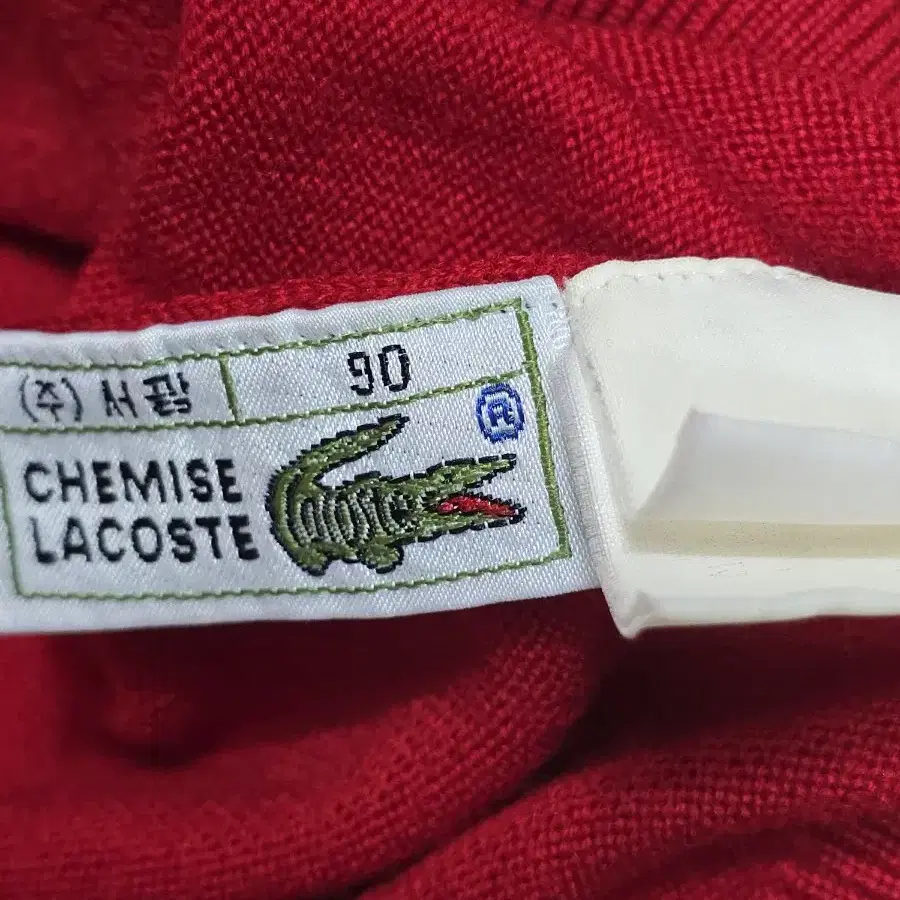 (주) 서광 90
CHEMISE
LACOSTE
®